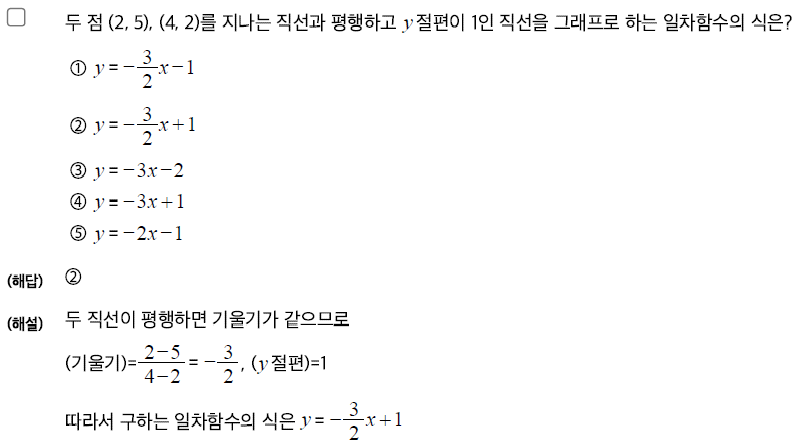 두 점 (2, 5), (4, 2)를 지나는 직선과 평행하고 y절편이 1인 직선을 그래프로 하는 일차함수의 식은?
① y=-3/2x-1
② y=-3/2x+1
③ y=-3x-2
④ y=-3x+1
⑤ y=-2x-1
(해답) ②
(해설) 두 직선이 평행하면 기울기가 같으므로
(기울기)=2-5/4-2=-3/2, (y절편)=1
따라서 구하는 일차함수의 식은 y=-3/2x+1